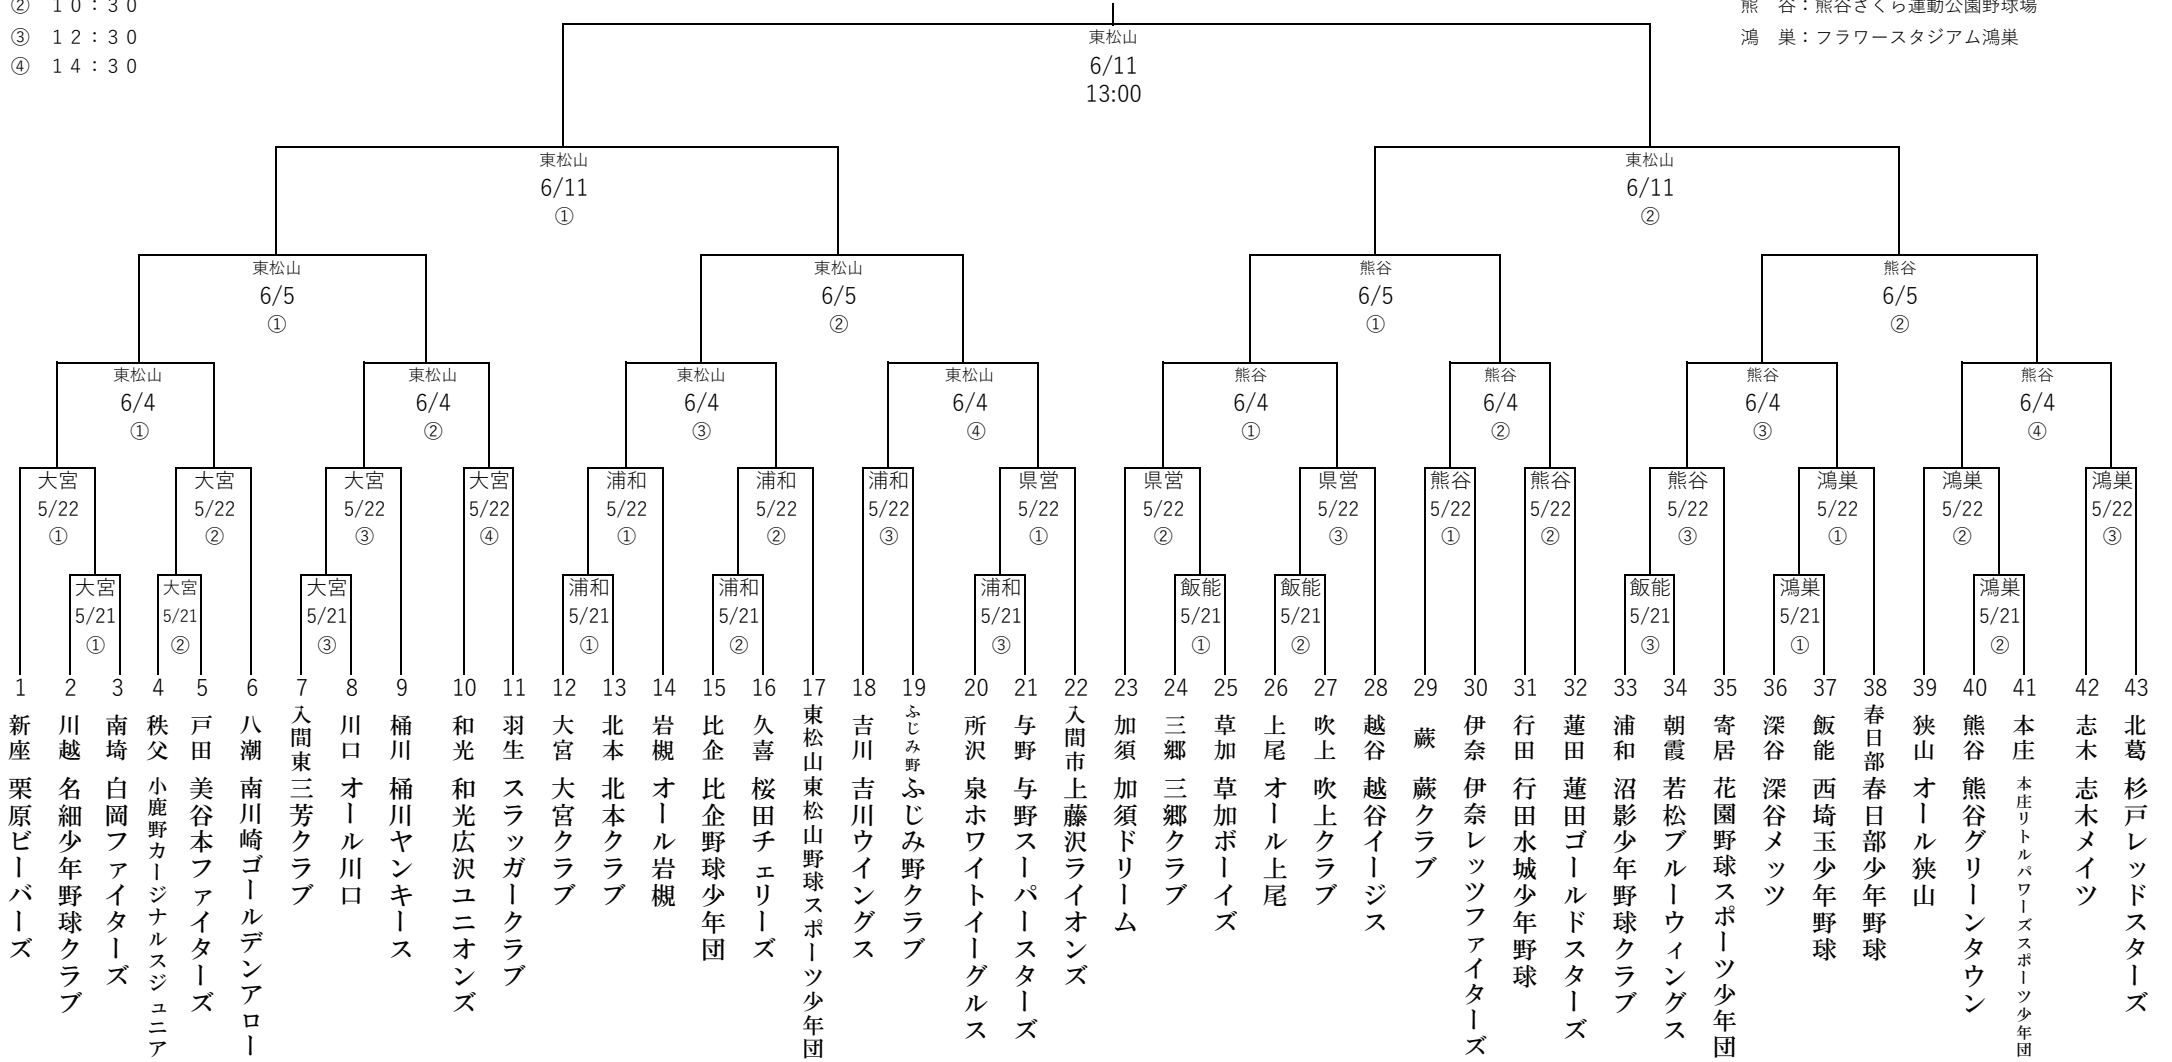 ② １０：３０
③ １２：３０
④ １４：３０
熊　谷：熊谷さくら運動公園野球場
鴻　巣：フラワースタジアム鴻巣
東松山
6/11
13:00
東松山
6/11
①
東松山
6/11
②
東松山
6/5
①
東松山
6/5
②
熊谷
6/5
①
熊谷
6/5
②
東松山
6/4
①
東松山
6/4
②
東松山
6/4
③
東松山
6/4
④
熊谷
6/4
①
熊谷
6/4
②
熊谷
6/4
③
熊谷
6/4
④
大宮
5/22
①
大宮
5/22
②
大宮
5/22
③
大宮
5/22
④
浦和
5/22
①
浦和
5/22
②
浦和
5/22
③
県営
5/22
①
県営
5/22
②
県営
5/22
③
熊谷
5/22
①
熊谷
5/22
②
熊谷
5/22
③
鴻巣
5/22
①
鴻巣
5/22
②
鴻巣
5/22
③
大宮
5/21
①
大宮
5/21
②
大宮
5/21
③
浦和
5/21
①
浦和
5/21
②
浦和
5/21
③
飯能
5/21
①
飯能
5/21
②
飯能
5/21
③
鴻巣
5/21
①
鴻巣
5/21
②
1 新座 栗原ビーバーズ
2 川越 名細少年野球クラブ
3 南埼 白岡ファイターズ
4 秩父 小鹿野カージナルスジュニア
5 戸田 美谷本ファイターズ
6 八潮 南川崎ゴールデンアロー
7 入間東 三芳クラブ
8 川口 オール川口
9 桶川 桶川ヤンキース
10 和光 和光広沢ユニオンズ
11 羽生 スラッガークラブ
12 大宮 大宮クラブ
13 北本 北本クラブ
14 岩槻 オール岩槻
15 比企 比企野球少年団
16 久喜 桜田チェリーズ
17 東松山 東松山野球スポーツ少年団
18 吉川 吉川ウイングス
19 ふじみ野 ふじみ野クラブ
20 所沢 泉ホワイトイーグルス
21 与野 与野スーパースターズ
22 入間市 上藤沢ライオンズ
23 加須 加須ドリーム
24 三郷 三郷クラブ
25 草加 草加ボーイズ
26 上尾 オール上尾
27 吹上 吹上クラブ
28 越谷 越谷イージス
29 蕨 蕨クラブ
30 伊奈 伊奈レッツファイターズ
31 行田 行田水城少年野球
32 蓮田 蓮田ゴールドスターズ
33 浦和 沼影少年野球クラブ
34 朝霞 若松ブルーウィングス
35 寄居 花園野球スポーツ少年団
36 深谷 深谷メッツ
37 飯能 西埼玉少年野球
38 春日部 春日部少年野球
39 狭山 オール狭山
40 熊谷 熊谷グリーンタウン
41 本庄 本庄リトルパワーズスポーツ少年団
42 志木 志木メイツ
43 北葛 杉戸レッドスターズ